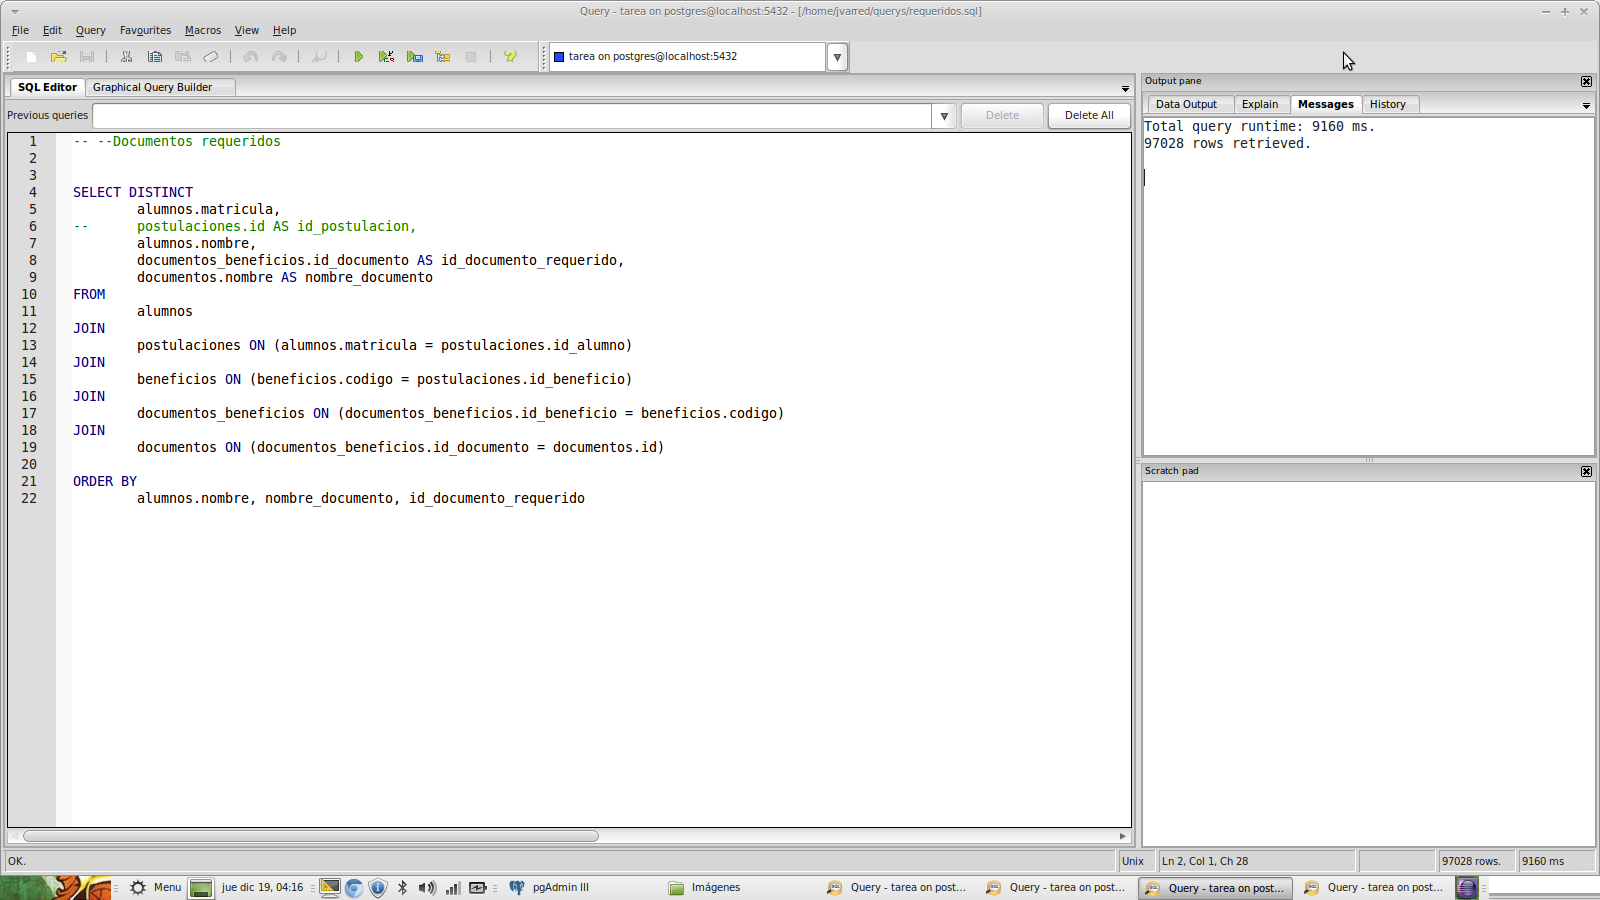 Query - tarea on postgres@localhost:5432 - [/home/jvarred/querys/requeridos.sql]
File Edit Query Favourites Macros View Help
tarea on postgres@localhost:5432
SQL Editor Graphical Query Builder
Previous queries Delete Delete All
1 -- --Documentos requeridos
2
3
4 SELECT DISTINCT
5 alumnos.matricula,
6 -- postulaciones.id AS id_postulacion,
7 alumnos.nombre,
8 documentos_beneficios.id_documento AS id_documento_requerido,
9 documentos.nombre AS nombre_documento
10 FROM
11 alumnos
12 JOIN
13 postulaciones ON (alumnos.matricula = postulaciones.id_alumno)
14 JOIN
15 beneficios ON (beneficios.codigo = postulaciones.id_beneficio)
16 JOIN
17 documentos_beneficios ON (documentos_beneficios.id_beneficio = beneficios.codigo)
18 JOIN
19 documentos ON (documentos_beneficios.id_documento = documentos.id)
20
21 ORDER BY
22 alumnos.nombre, nombre_documento, id_documento_requerido
Output pane
Data Output Explain Messages History
Total query runtime: 9160 ms.
97028 rows retrieved.
Scratch pad
OK. Unix Ln 2, Col 1, Ch 28 97028 rows. 9160 ms
Menu jue dic 19, 04:16 pgAdmin III Imágenes Query - tarea on post... Query - tarea on post... Query - tarea on post... Query - tarea on post...